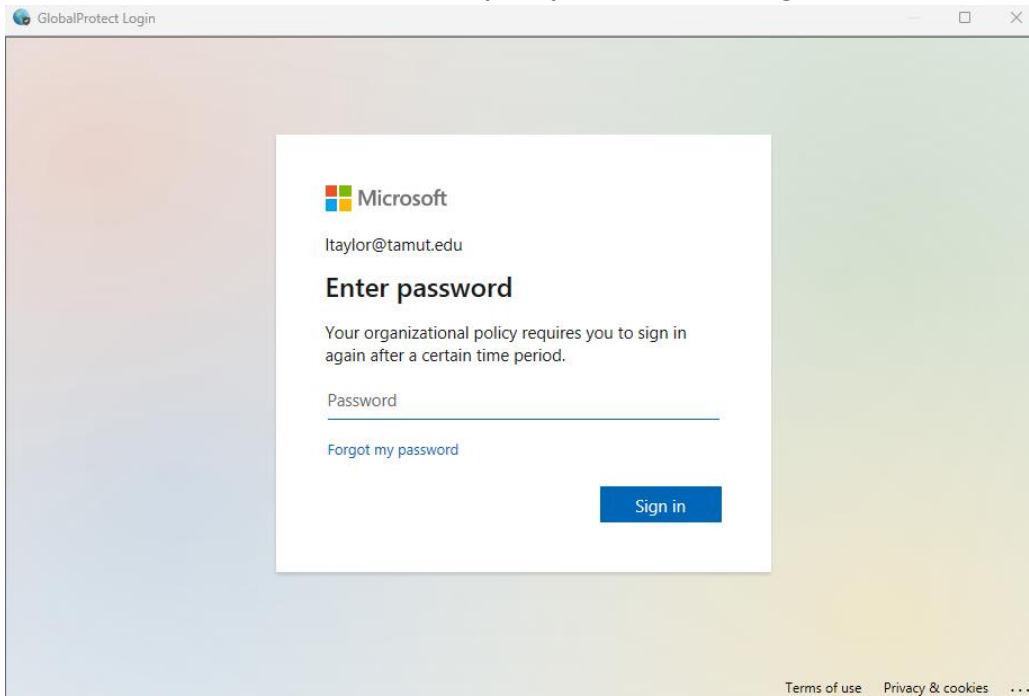 GlobalProtect Login
Microsoft
ltaylor@tamut.edu
Enter password
Your organizational policy requires you to sign in
again after a certain time period.
Password
Forgot my password
Sign in
Terms of use Privacy & cookies ...